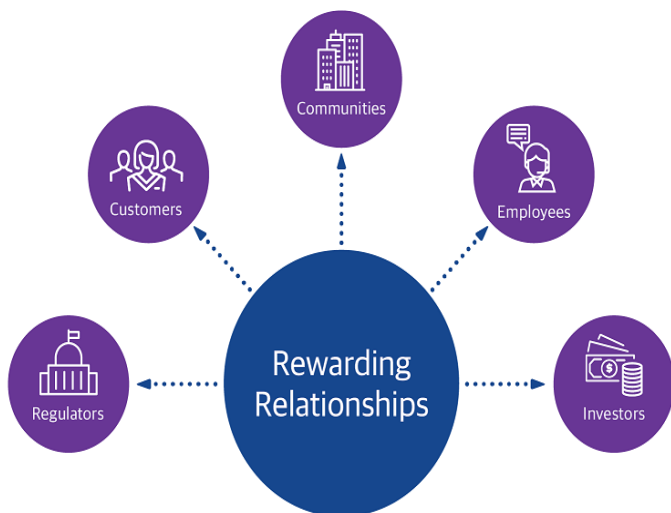 Communities
Customers
Employees
Rewarding
Relationships
Regulators
$
Investors